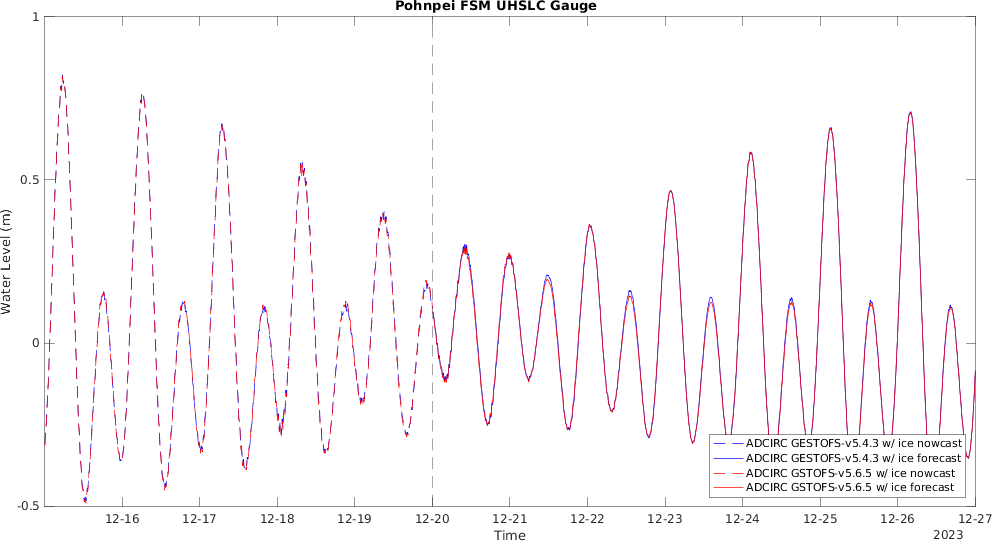 Pohnpei FSM UHSLC Gauge
1
0.5
0
-0.5
Water Level (m)
12-16
12-17
12-18
12-19
12-20
12-21
12-22
12-23
12-24
12-25
12-26
12-27
Time
2023
ADCIRC GESTOFS-v5.4.3 w/ ice nowcast
ADCIRC GESTOFS-v5.4.3 w/ ice forecast
ADCIRC GSTOFS-v5.6.5 w/ ice nowcast
ADCIRC GSTOFS-v5.6.5 w/ ice forecast